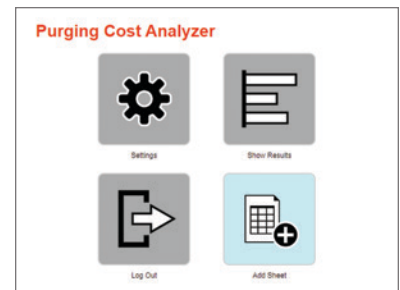 Purging Cost Analyzer
Settings
Show Results
Log Out
Add Sheet